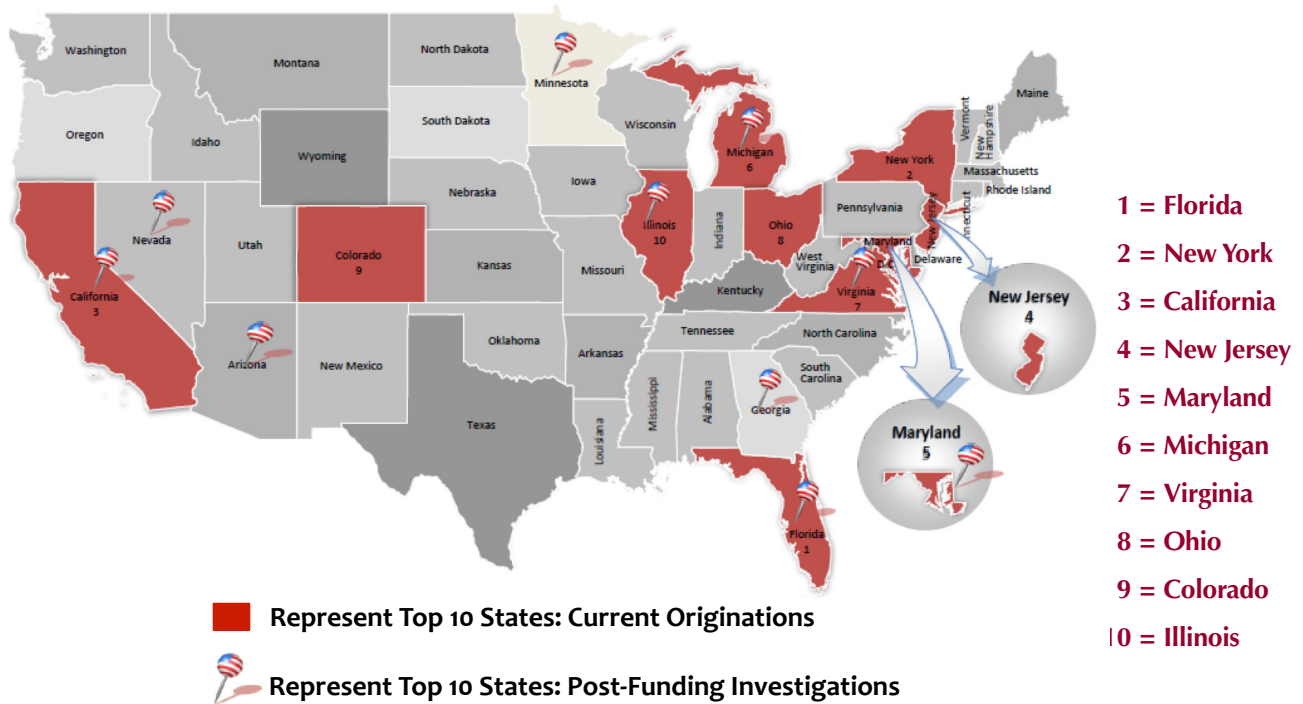 Washington
Montana
North Dakota
Minnesota
Maine
Oregon
Idaho
Wyoming
South Dakota
Wisconsin
Michigan
6
New York
2
Vermont
New
Hampshire
Massachusetts
Rhode Island
onnecticut
Nebraska
Iowa
Nevada
Utah
Colorado
9
Kansas
Missouri
Illinois
10
Indiana
Ohio
8
Pennsylvania
New Jersey
Maryland
D.C.
Delaware
West
Virginia
Virginia
7
Kentucky
California
3
Arizona
New Mexico
Oklahoma
Arkansas
Tennessee
North Carolina
South
Carolina
Texas
Louisiana
Mississippi
Alabama
Georgia
Florida
1
New Jersey
4
Maryland
5
1 = Florida
2 = New York
3 = California
4 = New Jersey
5 = Maryland
6 = Michigan
7 = Virginia
8 = Ohio
9 = Colorado
10 = Illinois
Represent Top 10 States: Current Originations
Represent Top 10 States: Post-Funding Investigations